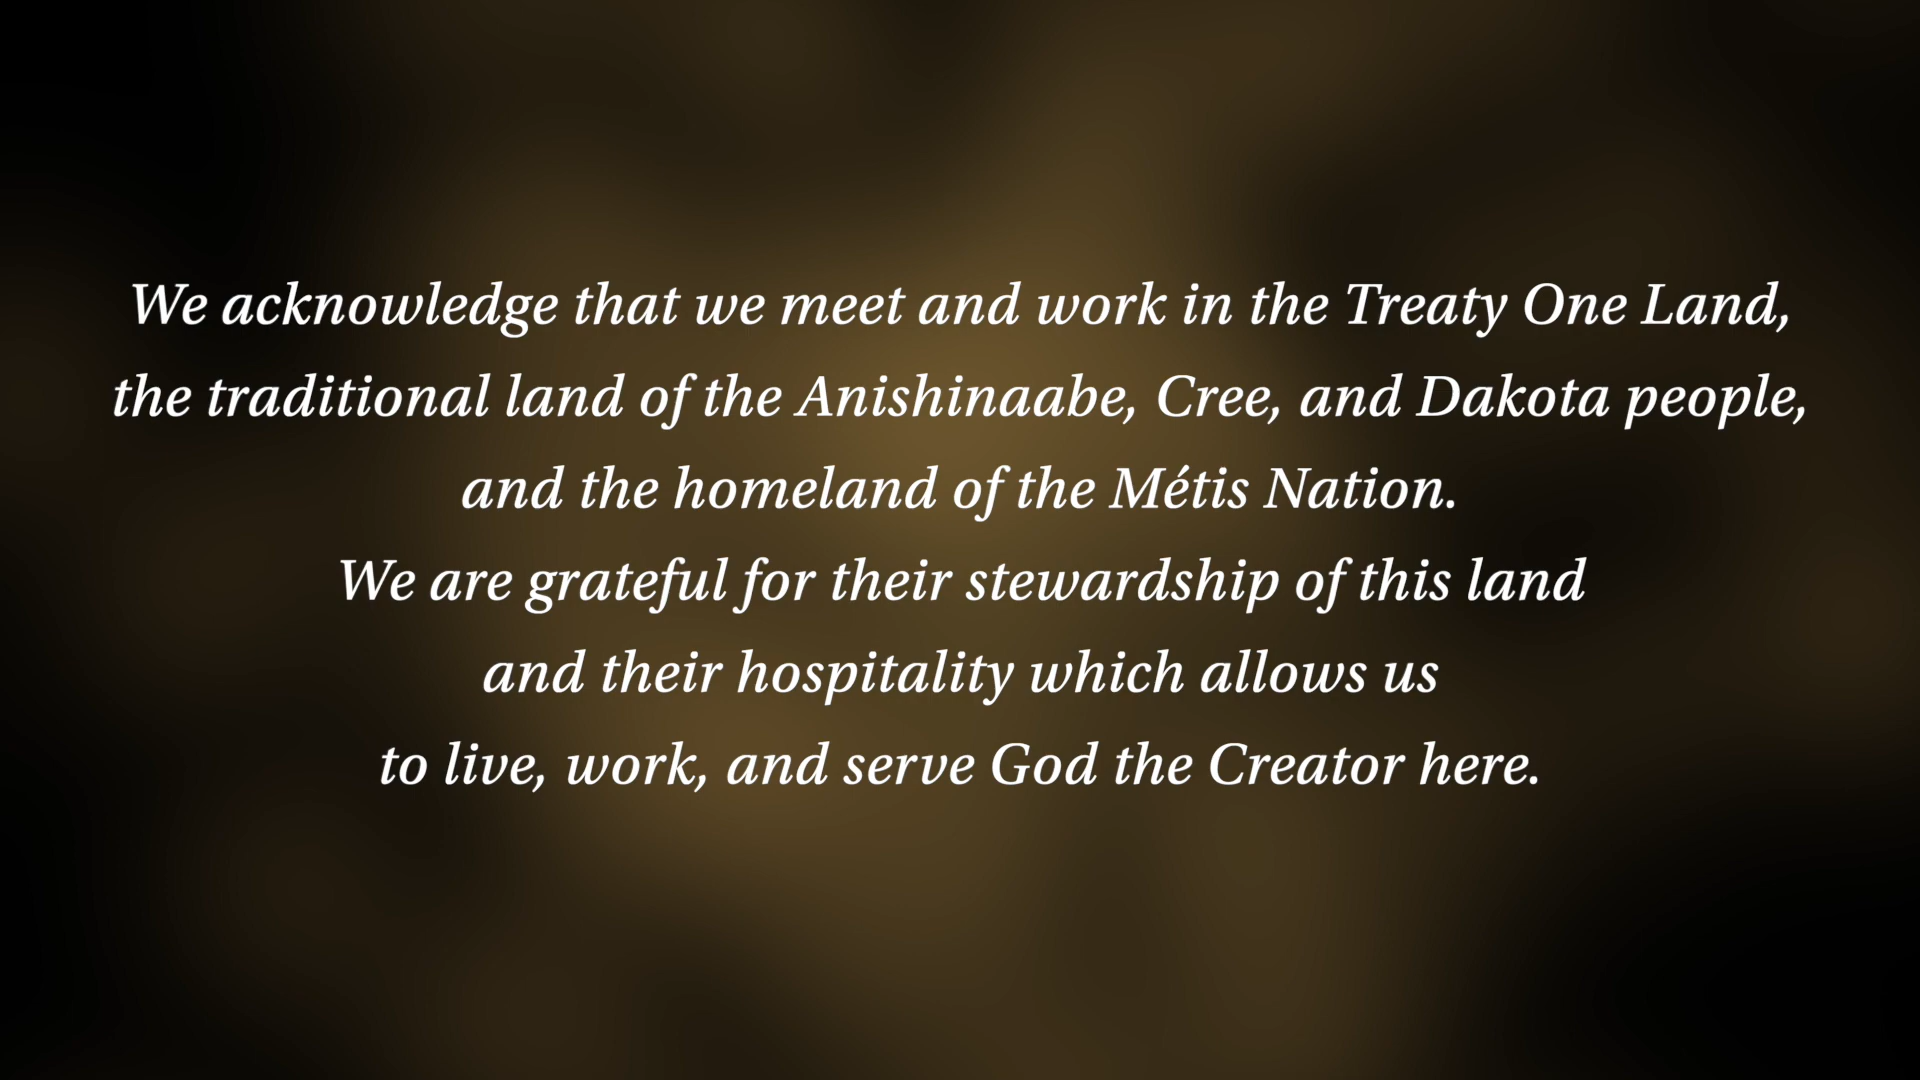 We acknowledge that we meet and work in the Treaty One Land,
the traditional land of the Anishinaabe, Cree, and Dakota people,
and the homeland of the Métis Nation.
We are grateful for their stewardship of this land
and their hospitality which allows us
to live, work, and serve God the Creator here.